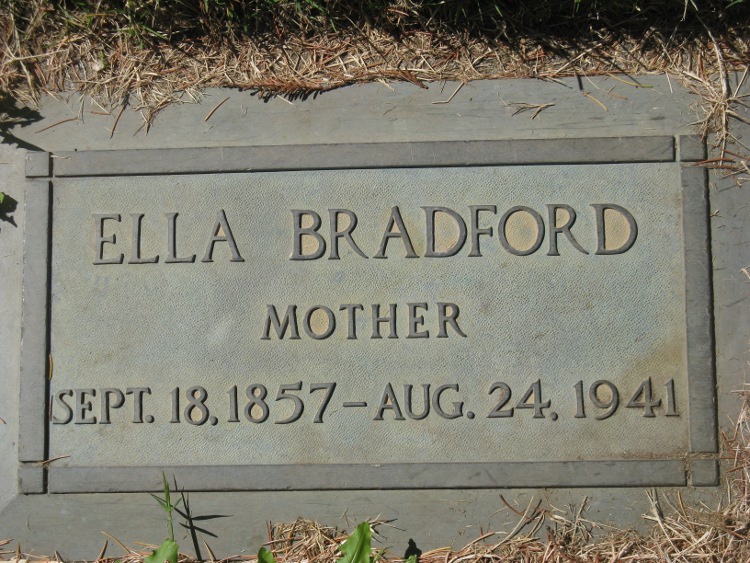 ELLA BRADFORD
MOTHER
SEPT. 18, 1857 – AUG. 24, 1941